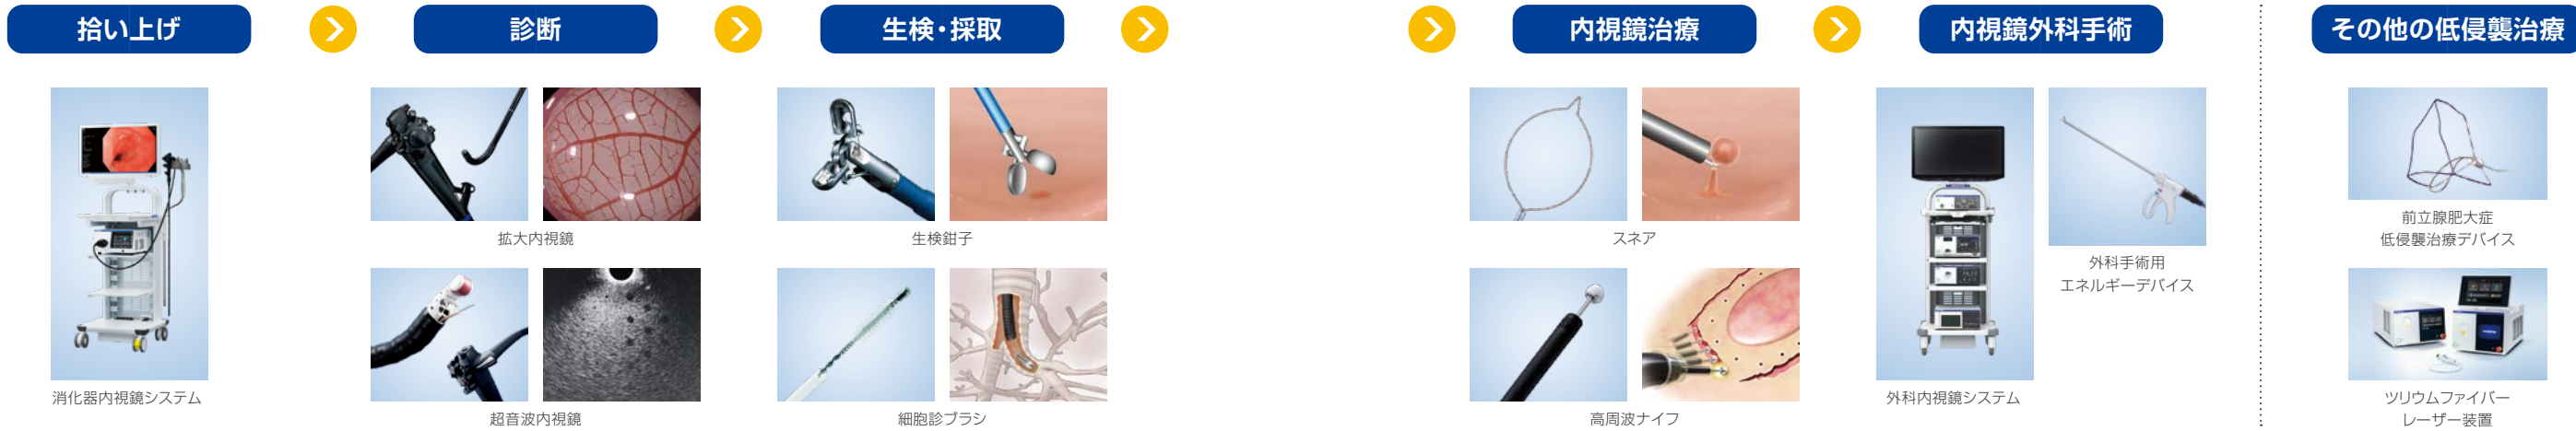 拾い上げ
診断
生検・採取
内視鏡治療
内視鏡外科手術
その他の低侵襲治療
消化器内視鏡システム
拡大内視鏡
超音波内視鏡
生検鉗子
細胞診ブラシ
スネア
高周波ナイフ
外科内視鏡システム
外科手術用
エネルギーデバイス
前立腺肥大症
低侵襲治療デバイス
ツリウムファイバー
レーザー装置